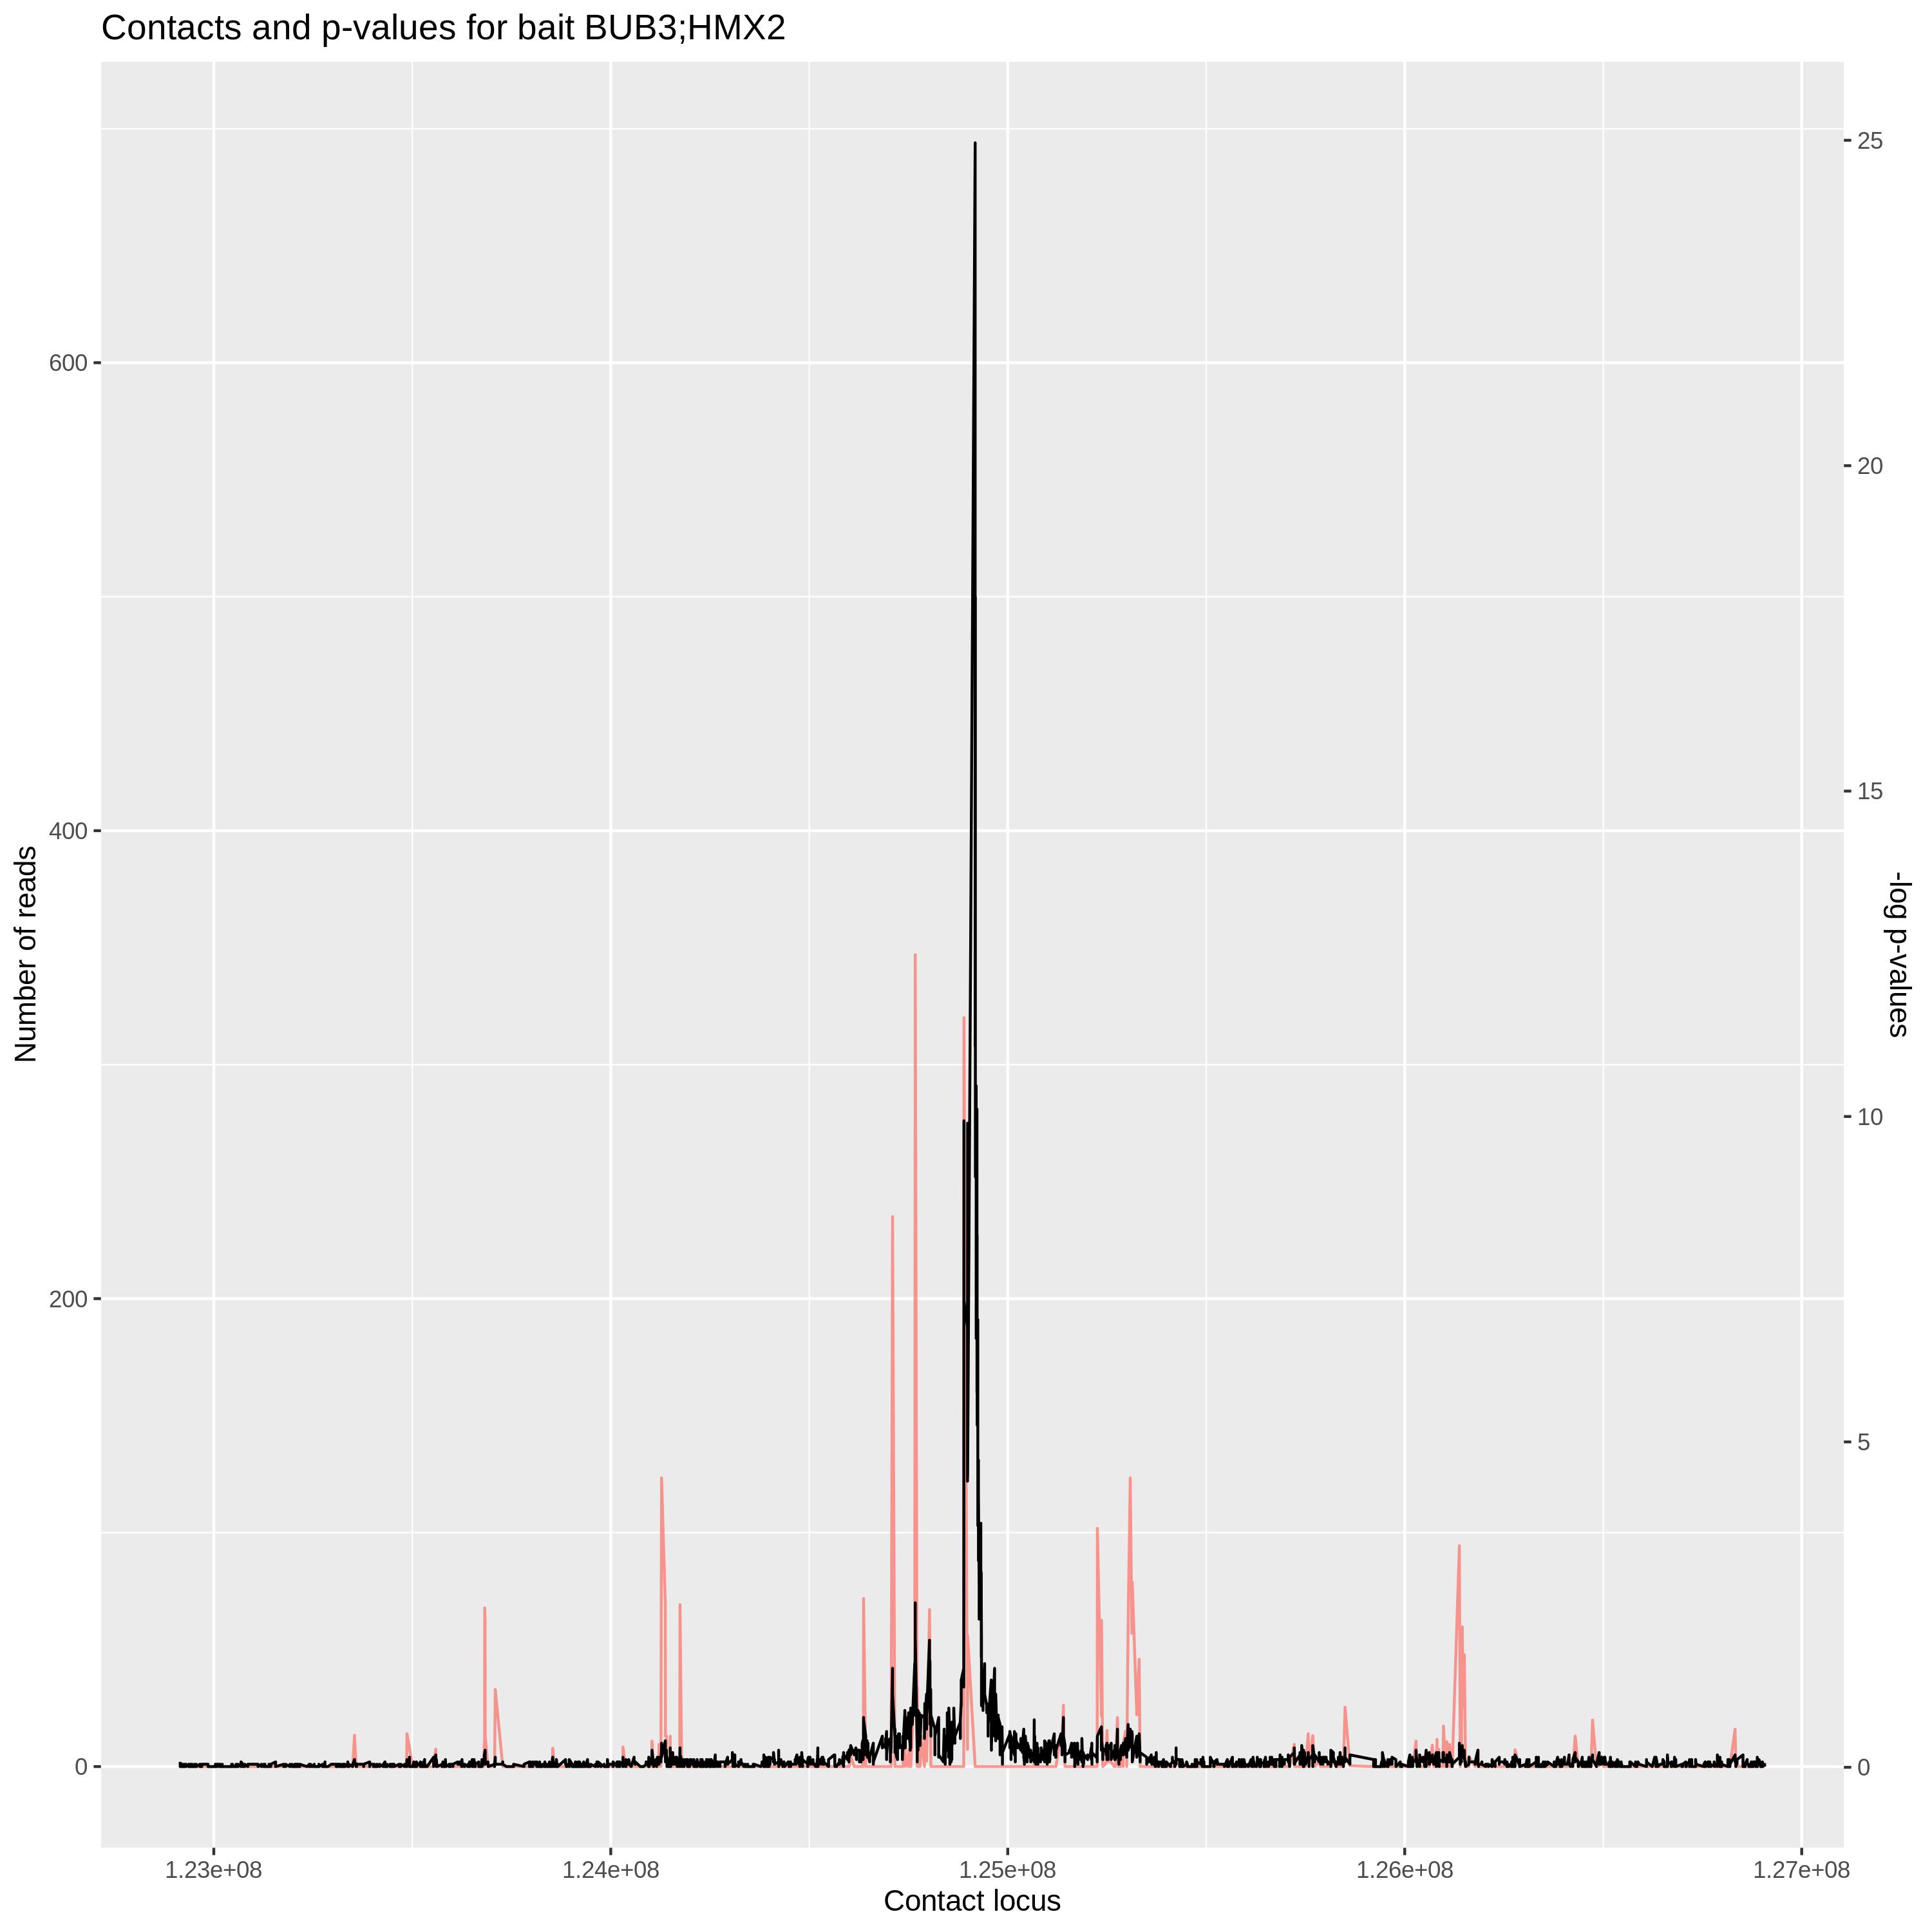 Contacts and p-values for bait BUB3;HMX2
Number of reads
600
400
200
0
25
20
15
10
5
0
-log p-values
1.23e+08
1.24e+08
1.25e+08
1.26e+08
1.27e+08
Contact locus